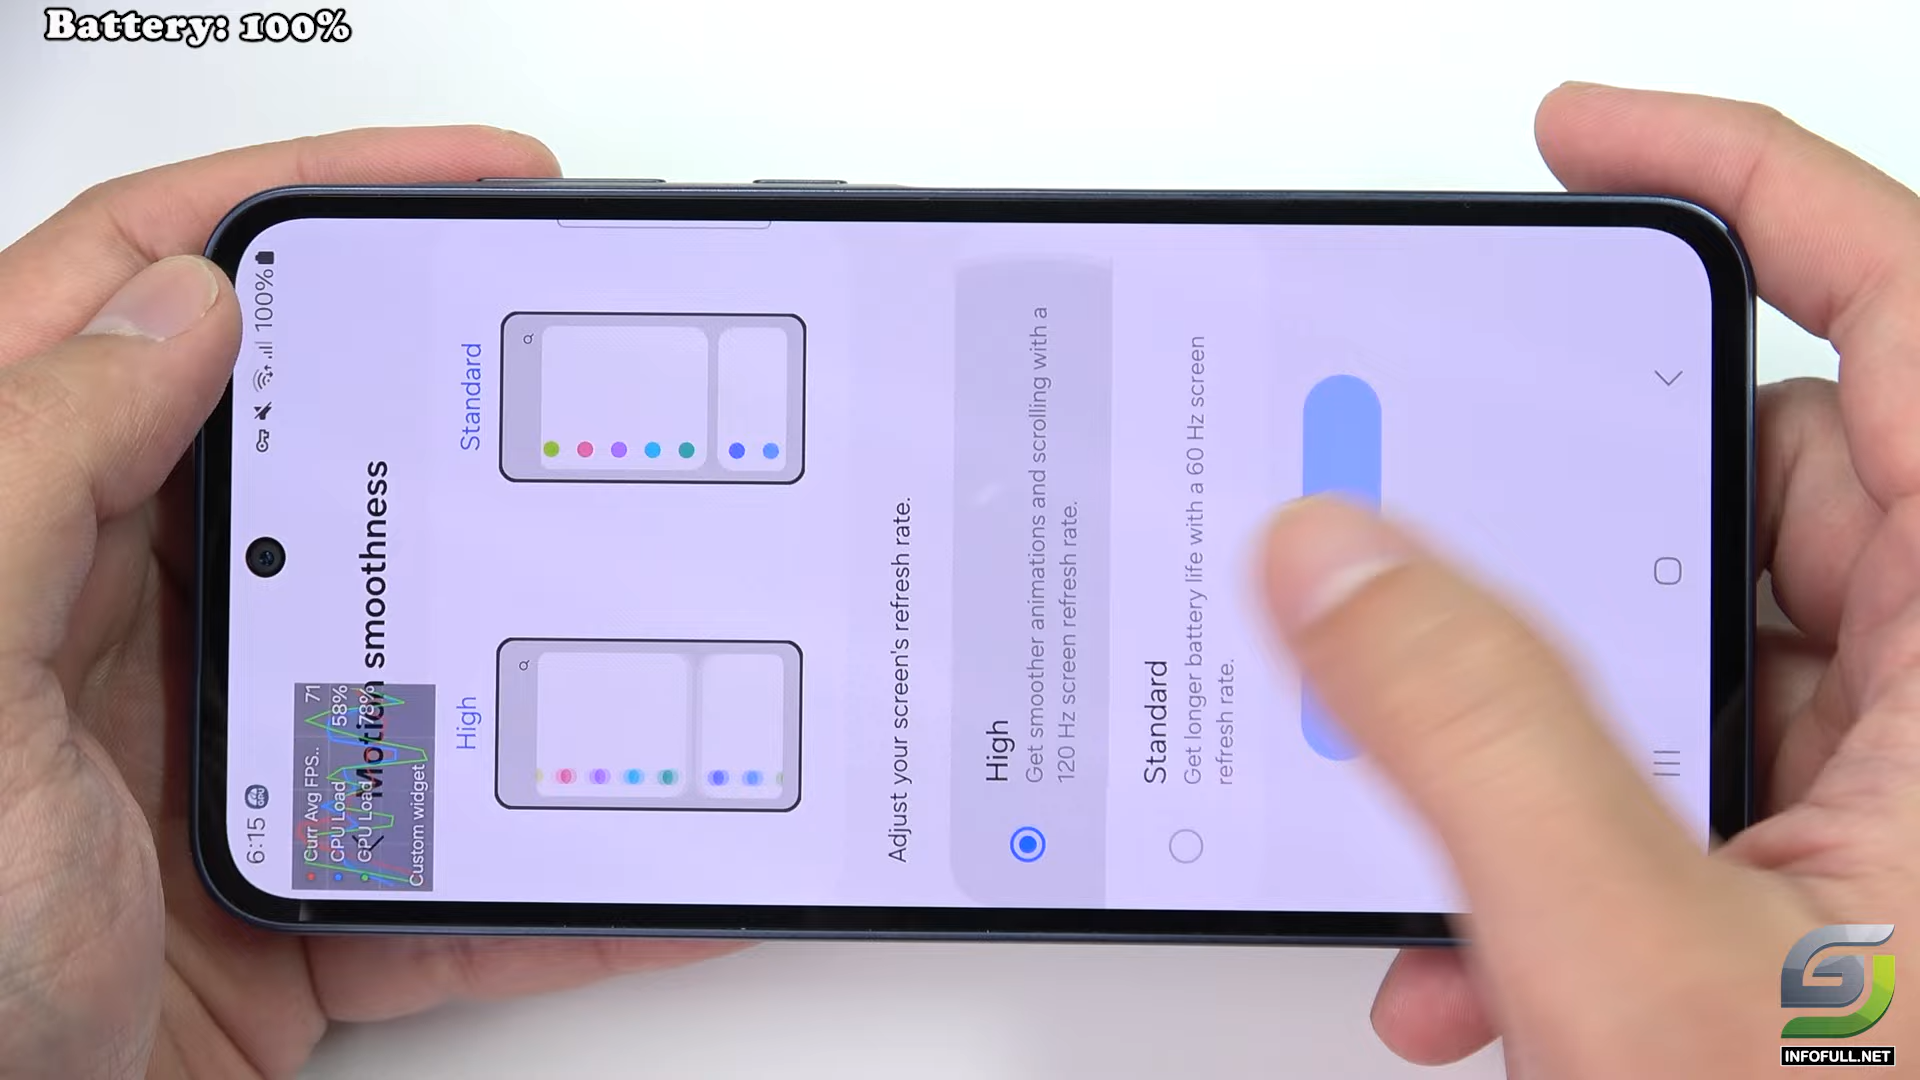 Battery: 100%
6:15
100%
Curr Avg FPS.. 71
CPU Load 58%
GPU Load 78%
Custom widget
Motion smoothness
High
Standard
Adjust your screen's refresh rate.
High
Get smoother animations and scrolling with a
120 Hz screen refresh rate.
Standard
Get longer battery life with a 60 Hz screen
refresh rate.
INFOFULL.NET